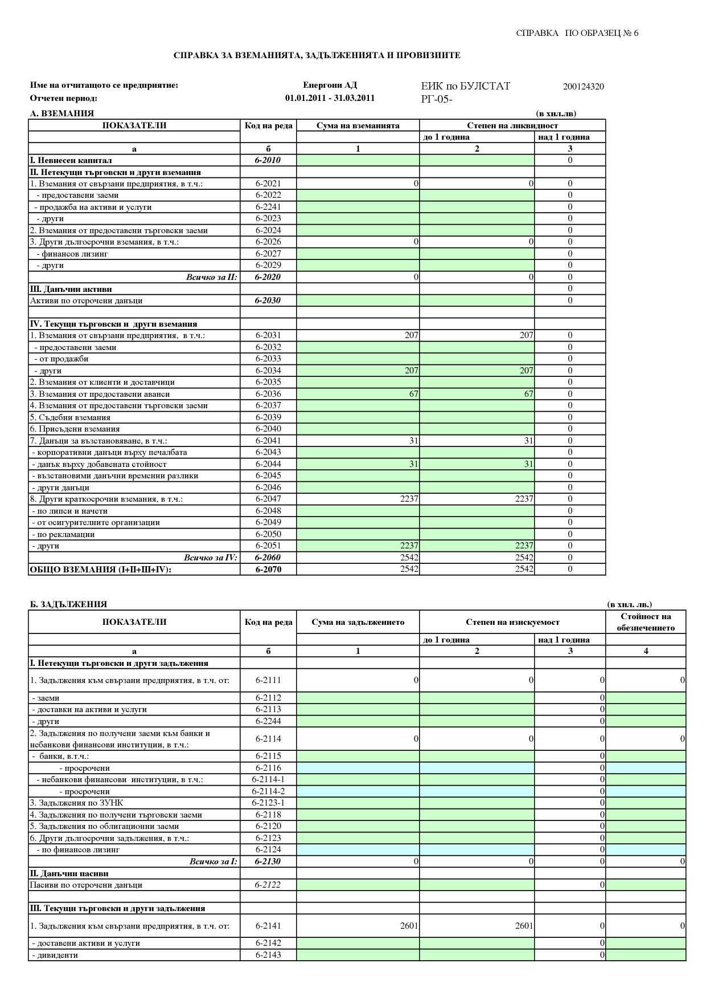 СПРАВКА ПО ОБРАЗЕЦ № 6
СПРАВКА ЗА ВЗЕМАНИЯТА, ЗАДЪЛЖЕНИЯТА И ПРОВИЗИИТЕ
Име на отчитащото се предприятие: Енергони АД ЕИК по БУЛСТАТ 200124320
Отчетен период: 01.01.2011 - 31.03.2011 РГ-05-
А. ВЗЕМАНИЯ (в хил.лв)
ПОКАЗАТЕЛИ Код на реда Сума на вземанията Степен на ликвидност
до 1 година над 1 година
а б 1 2 3
I. Невнесен капитал 6-2010 0
II. Нетекущи търговски и други вземания
1. Вземания от свързани предприятия, в т.ч.: 6-2021 0 0 0
- предоставени заеми 6-2022 0
- продажба на активи и услуги 6-2241 0
- други 6-2023 0
2. Вземания от предоставени търговски заеми 6-2024 0
3. Други дългосрочни вземания, в т.ч.: 6-2026 0 0 0
- финансов лизинг 6-2027 0
- други 6-2029 0
Всичко за II: 6-2020 0 0 0
III. Данъчни активи 0
Активи по отсрочени данъци 6-2030 0
IV. Текущи търговски и други вземания
1. Вземания от свързани предприятия, в т.ч.: 6-2031 207 207 0
- предоставени заеми 6-2032 0
- от продажби 6-2033 0
- други 6-2034 207 207 0
2. Вземания от клиенти и доставчици 6-2035 0
3. Вземания от предоставени аванси 6-2036 67 67 0
4. Вземания от предоставени търговски заеми 6-2037 0
5. Съдебни вземания 6-2039 0
6. Присъдени вземания 6-2040 0
7. Данъци за възстановяване, в т.ч.: 6-2041 31 31 0
- корпоративни данъци върху печалбата 6-2043 0
- данък върху добавената стойност 6-2044 31 31 0
- възстановими данъчни временни разлики 6-2045 0
- други данъци 6-2046 0
8. Други краткосрочни вземания, в т.ч.: 6-2047 2237 2237 0
- по липси и начети 6-2048 0
- от осигурителните организации 6-2049 0
- по рекламации 6-2050 0
- други 6-2051 2237 2237 0
Всичко за IV: 6-2060 2542 2542 0
ОБЩО ВЗЕМАНИЯ (I+II+III+IV): 6-2070 2542 2542 0
Б. ЗАДЪЛЖЕНИЯ (в хил. лв.)
ПОКАЗАТЕЛИ Код на реда Сума на задължението Степен на изискуемост Стойност на
обезпечението
до 1 година над 1 година
а б 1 2 3 4
I. Нетекущи търговски и други задължения
1. Задължения към свързани предприятия, в т.ч. от: 6-2111 0 0 0 0
- заеми 6-2112 0
- доставки на активи и услуги 6-2113 0
- други 6-2244 0
2. Задължения по получени заеми към банки и
небанкови финансови институции, в т.ч.: 6-2114 0 0 0 0
- банки, в.т.ч.: 6-2115 0
- просрочени 6-2116 0
- небанкови финансови институции, в т.ч.: 6-2114-1 0
- просрочени 6-2114-2 0
3. Задължения по ЗУНК 6-2123-1 0
4. Задължения по получени търговски заеми 6-2118 0
5. Задължения по облигационни заеми 6-2120 0
6. Други дългосрочни задължения, в т.ч.: 6-2123 0
- по финансов лизинг 6-2124 0
Всичко за I: 6-2130 0 0 0 0
II. Данъчни пасиви
Пасиви по отсрочени данъци 6-2122 0
III. Текущи търговски и други задължения
1. Задължения към свързани предприятия, в т.ч. от: 6-2141 2601 2601 0 0
- доставени активи и услуги 6-2142 0
- дивиденти 6-2143 0